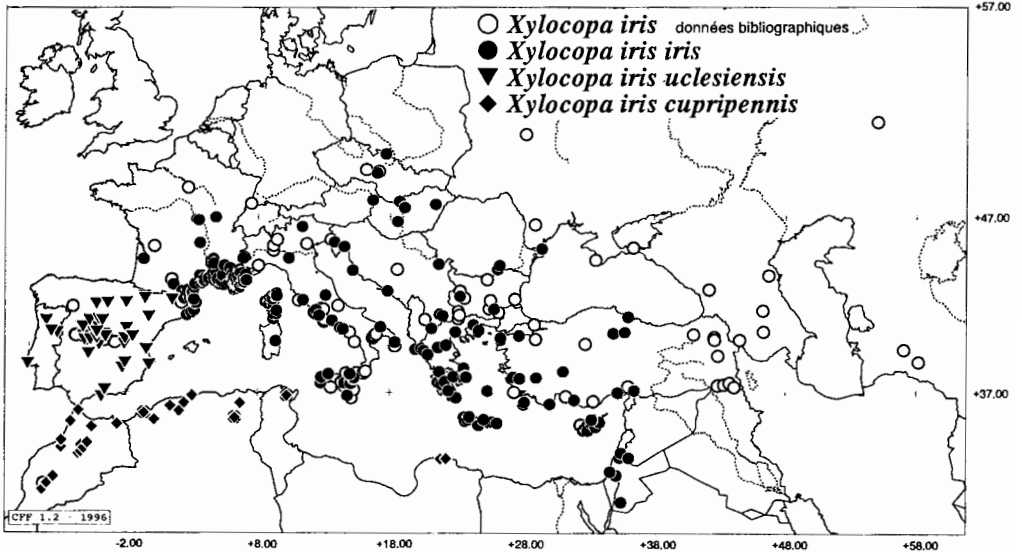 +57.00
Xylocopa iris données bibliographiques
Xylocopa iris iris
Xylocopa iris uclesiensis
Xylocopa iris cupripennis
+47.00
+37.00
CFF 1.2 - 1996
-2.00 +8.00 +18.00 +28.00 +38.00 +48.00 +58.00